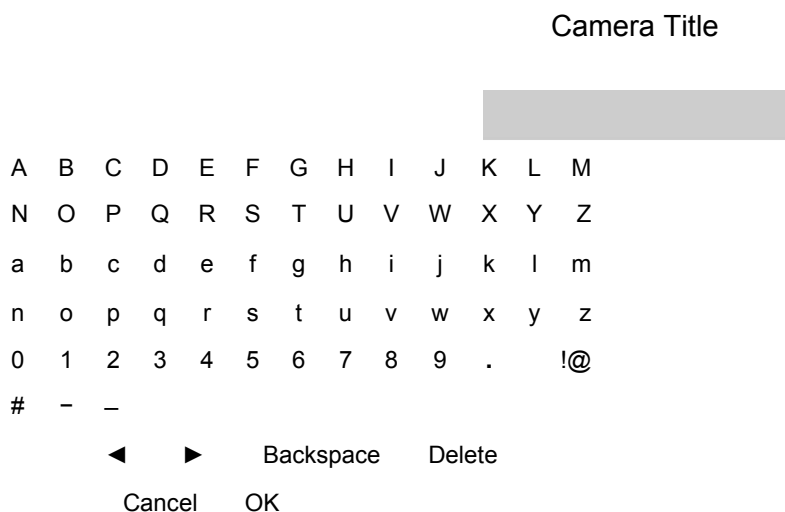 Camera Title
A B C D E F G H I J K L M
N O P Q R S T U V W X Y Z
a b c d e f g h i j k l m
n o p q r s t u v w x y z
0 1 2 3 4 5 6 7 8 9 . !@
# − _
◄ ► Backspace Delete
Cancel OK